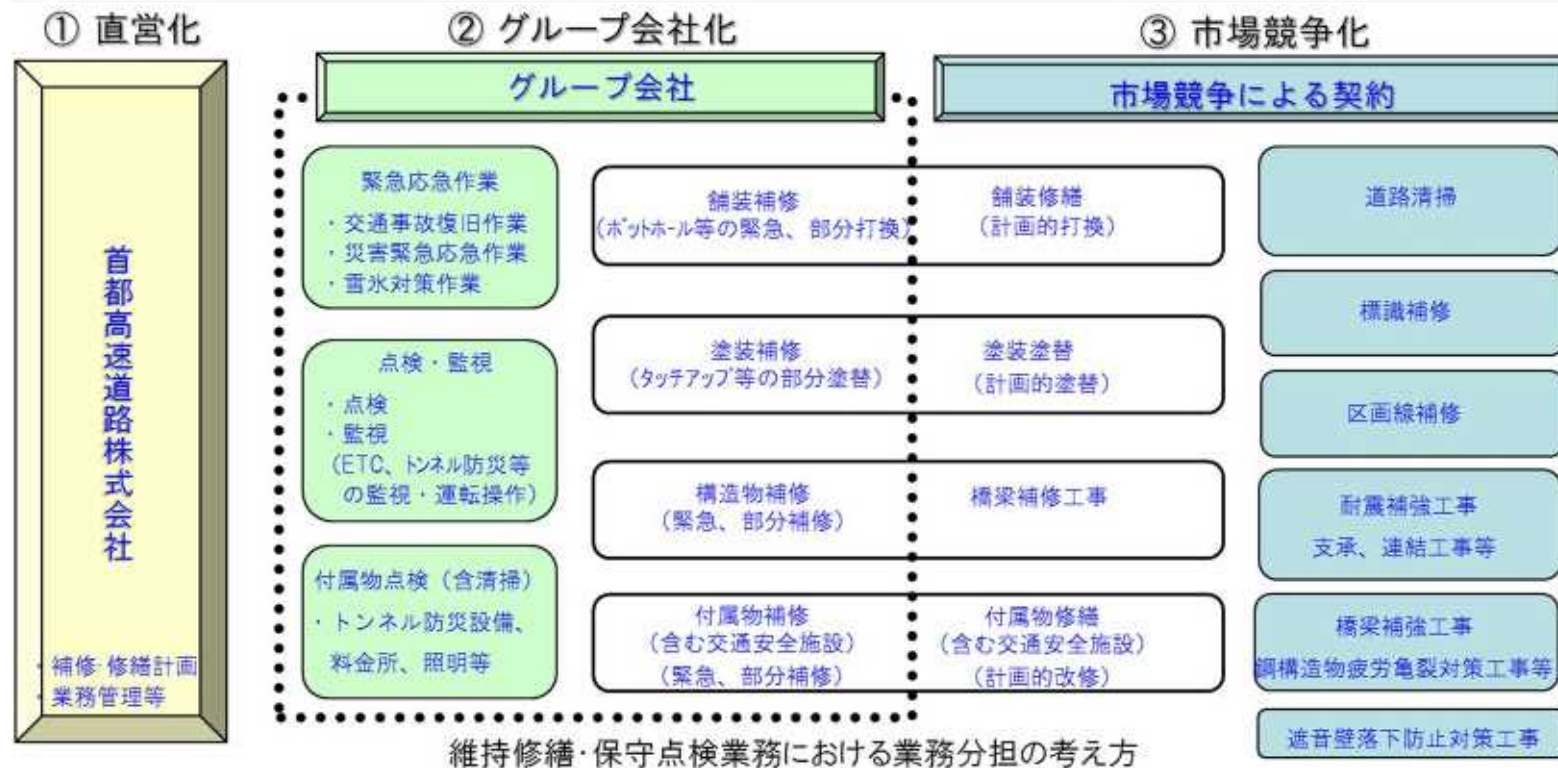 ① 直営化
② グループ会社化
③ 市場競争化
首都高速道路株式会社
・補修・修繕計画
・業務管理等
グループ会社
市場競争による契約
緊急応急作業
・交通事故復旧作業
・災害緊急応急作業
・雪氷対策作業
点検・監視
・点検
・監視
(ETC、トンネル防災等
の監視・運転操作)
付属物点検(含清掃)
・トンネル防災設備、
料金所、照明等
舗装補修
(ポットホール等の緊急、部分打換)
舗装修繕
(計画的打換)
塗装補修
(タッチアップ等の部分塗替)
塗装塗替
(計画的塗替)
構造物補修
(緊急、部分補修)
橋梁補修工事
付属物補修
(含む交通安全施設)
(緊急、部分補修)
付属物修繕
(含む交通安全施設)
(計画的改修)
道路清掃
標識補修
区画線補修
耐震補強工事
支承、連結工事等
橋梁補強工事
鋼構造物疲労亀裂対策工事等
遮音壁落下防止対策工事
維持修繕・保守点検業務における業務分担の考え方